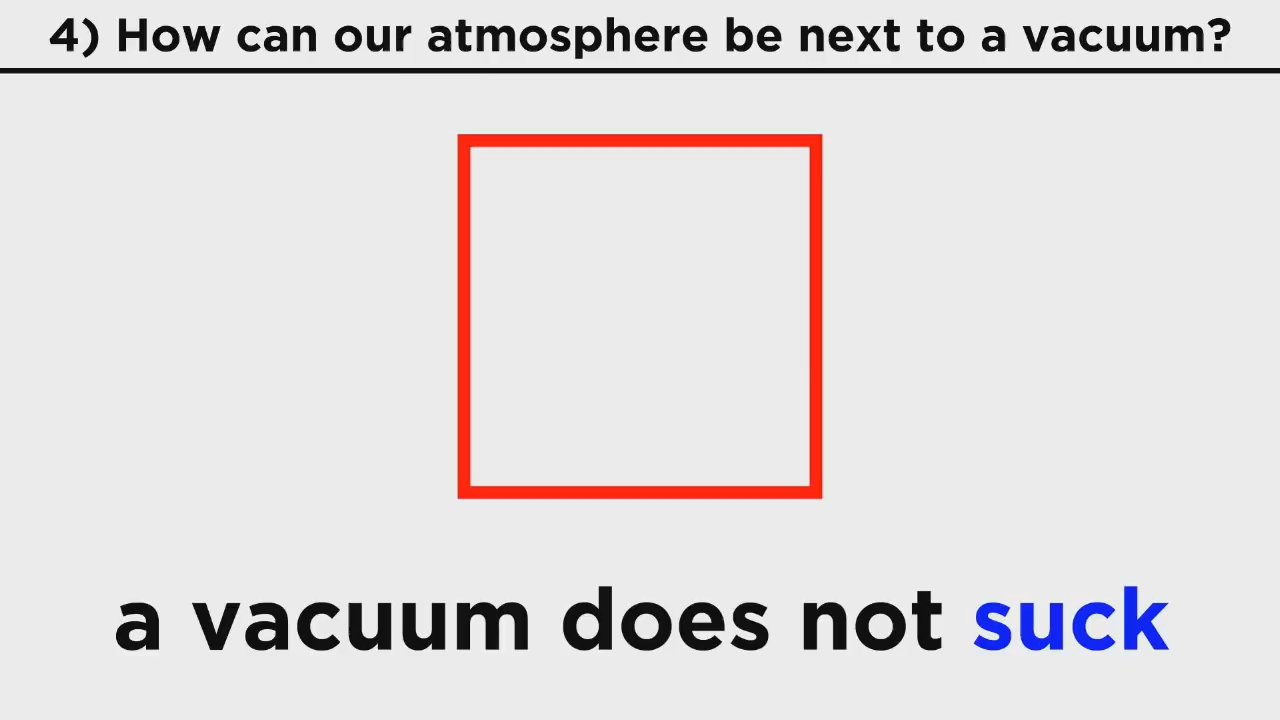 4) How can our atmosphere be next to a vacuum?
a vacuum does not suck